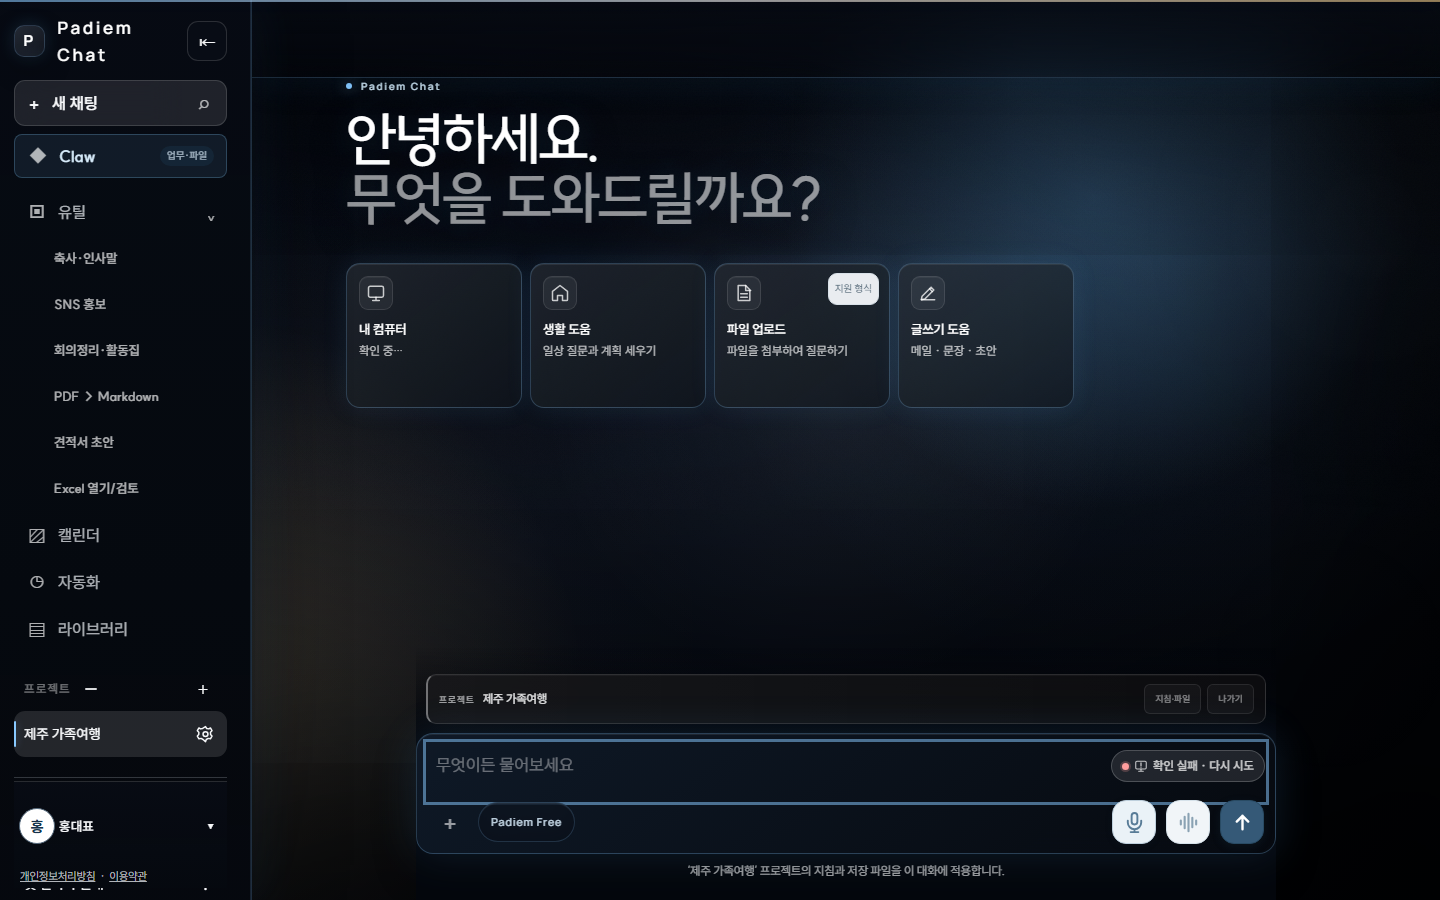 P
Padiem
Chat
+ 새 채팅
Claw 업무·파일
유틸
축사·인사말
SNS 홍보
회의정리·활동집
PDF > Markdown
견적서 초안
Excel 열기/검토
캘린더
자동화
라이브러리
프로젝트 — +
제주 가족여행
홍 홍대표
개인정보처리방침 · 이용약관
Padiem Chat
안녕하세요.
무엇을 도와드릴까요?
내 컴퓨터
확인 중…
생활 도움
일상 질문과 계획 세우기
지원 형식
파일 업로드
파일을 첨부하여 질문하기
글쓰기 도움
메일 · 문장 · 초안
프로젝트 제주 가족여행 지침·파일 나가기
무엇이든 물어보세요
확인 실패 · 다시 시도
+ Padiem Free
'제주 가족여행' 프로젝트의 지침과 저장 파일을 이 대화에 적용합니다.